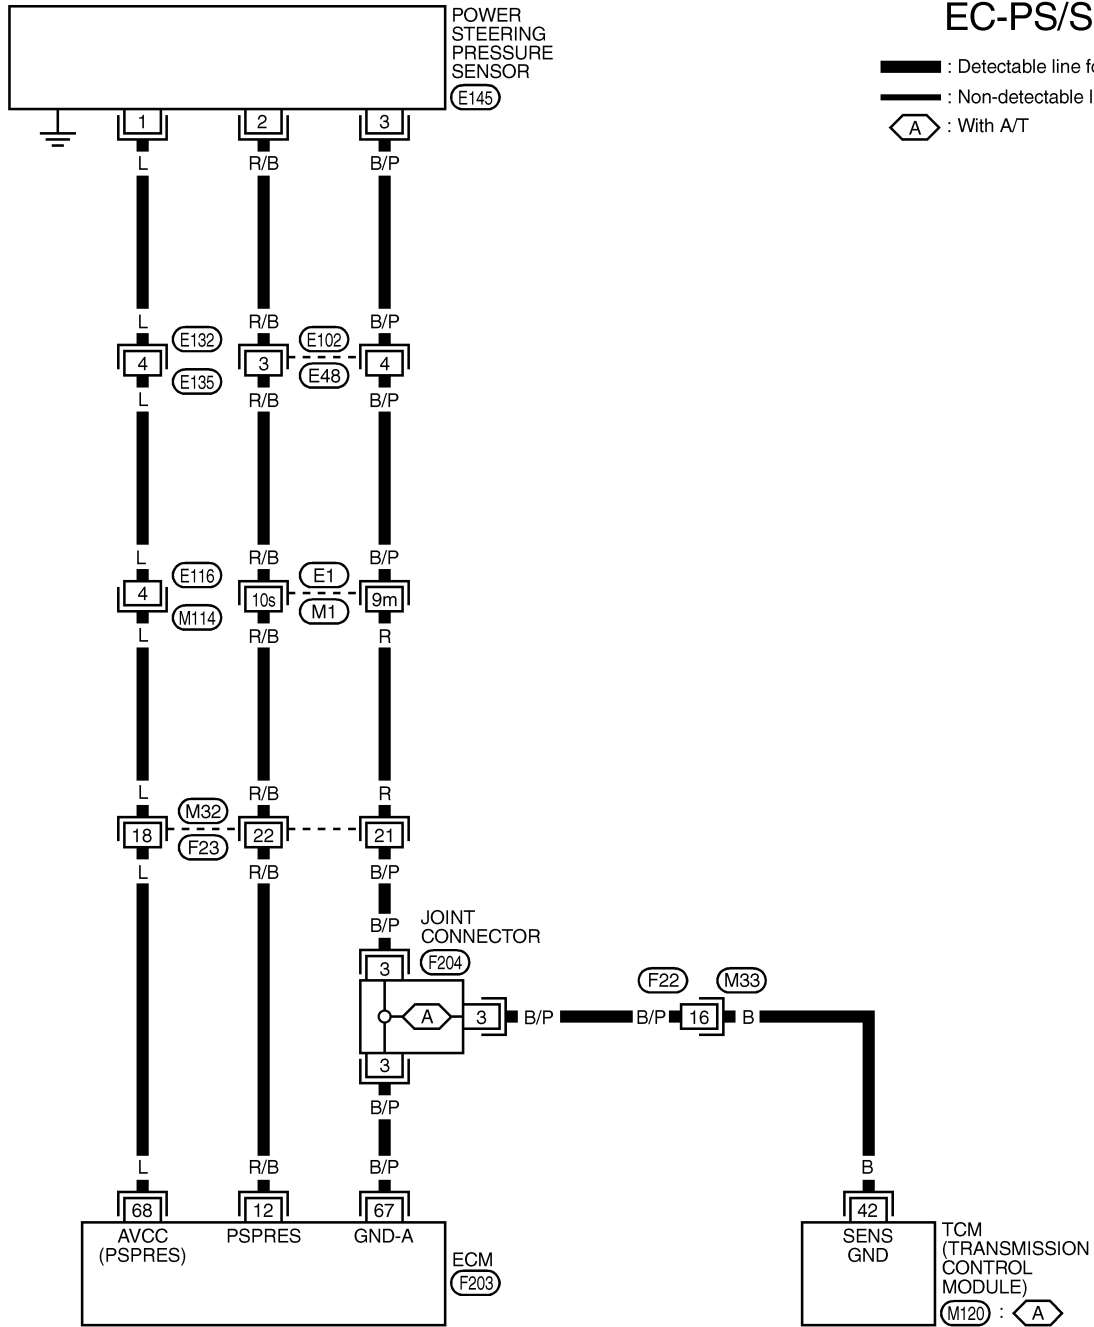 POWER
STEERING
PRESSURE
SENSOR
E145
EC-PS/S
: Detectable line fo
: Non-detectable l
A : With A/T
1 2 3
L R/B B/P
L R/B B/P
E132 E102
4 3 4
E135 E48
L R/B B/P
L R/B B/P
E116 E1
4 10s 9m
M114 M1
L R/B R
L R/B R
M32
18 22 21
F23
L R/B B/P
B/P
JOINT
CONNECTOR
F204
3
F22 M33
A 3 B/P B/P 16 B
3
B/P
L R/B B/P B
68 12 67 42
AVCC
(PSPRES)
PSPRES
GND-A
ECM
F203
SENS
GND
TCM
(TRANSMISSION
CONTROL
MODULE)
M120 : A